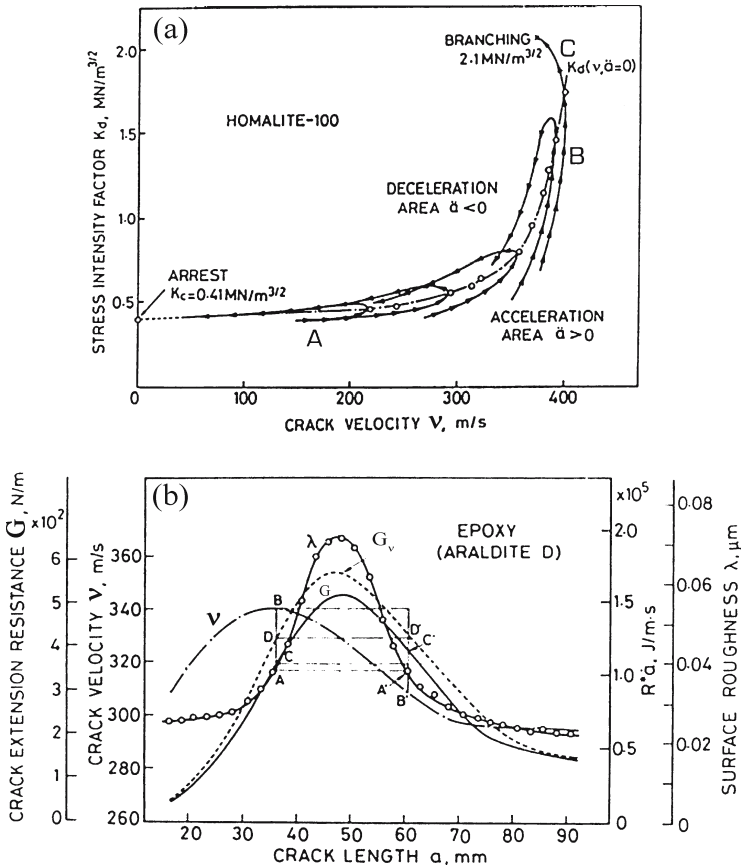 (a)
2.0
1.5
1.0
0.5
STRESS INTENSITY FACTOR Kd, MN/m3/2
BRANCHING
2.1MN/m3/2
C
Kd(ν,ä=0)
HOMALITE-100
B
DECELERATION
AREA ä<0
ARREST
Kc=0.41MN/m3/2
A
ACCELERATION
AREA ä>0
0
100
200
300
400
CRACK VELOCITY ν, m/s
(b)
CRACK EXTENSION RESISTANCE G, N/m
×10²
6
5
4
3
2
1
0
CRACK VELOCITY ν, m/s
360
340
320
300
280
260
λ
Gν
EPOXY
(ARALDITE D)
G
ν
B
D
C
A
D'
C'
A'
B'
×10⁵
2·0
1·5
1·0
0·5
0
R*ȧ, J/m·s
0.08
0.06
0.04
0.02
0
SURFACE ROUGHNESS λ, μm
20
30
40
50
60
70
80
90
CRACK LENGTH a, mm